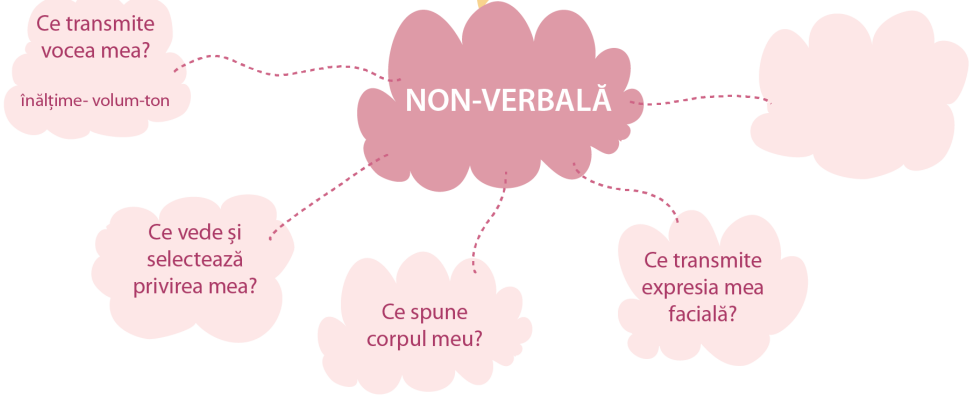 Ce transmite
vocea mea?
înălțime- volum-ton
NON-VERBALĂ
Ce vede și
selectează
privirea mea?
Ce spune
corpul meu?
Ce transmite
expresia mea
facială?